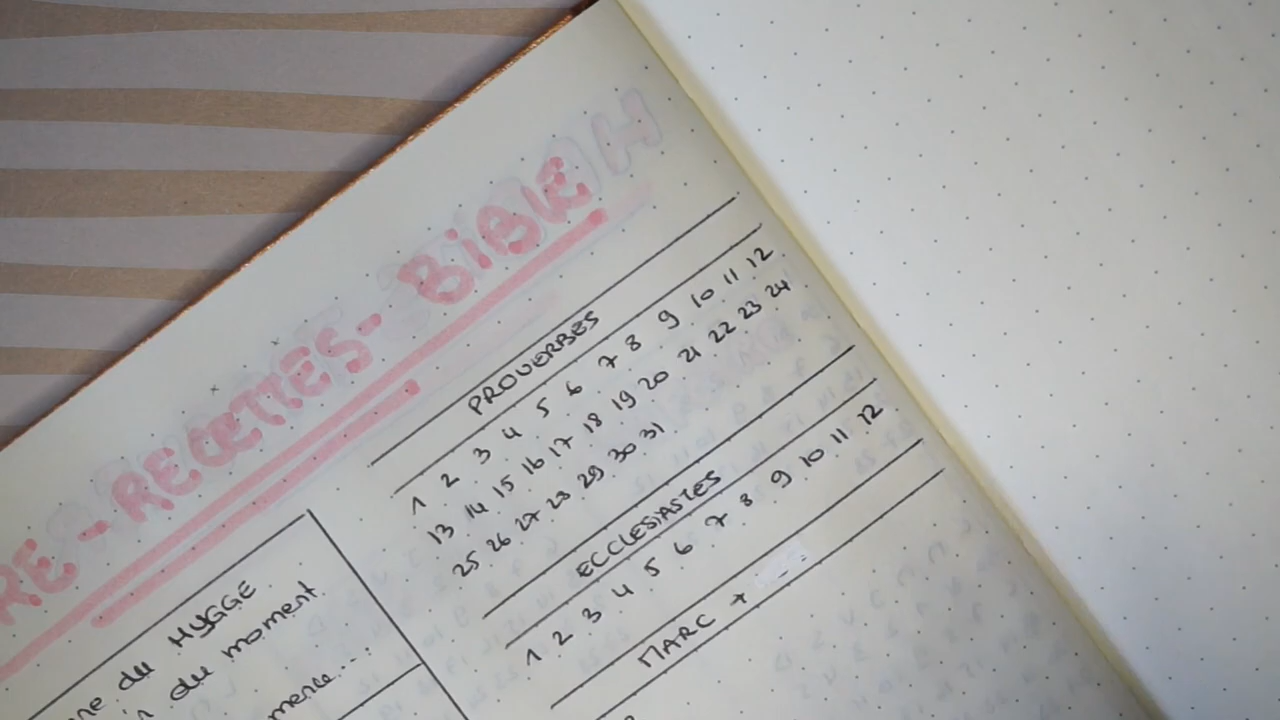 RE - RECETTES - BIBLE
PROVERBES
1 2 3 4 5 6 7 8 9 10 11 12
13 14 15 16 17 18 19 20 21 22 23 24
25 26 27 28 29 30 31
ECCLESIASTES
1 2 3 4 5 6 7 8 9 10 11 12
MARC +
du HYGGE
du moment